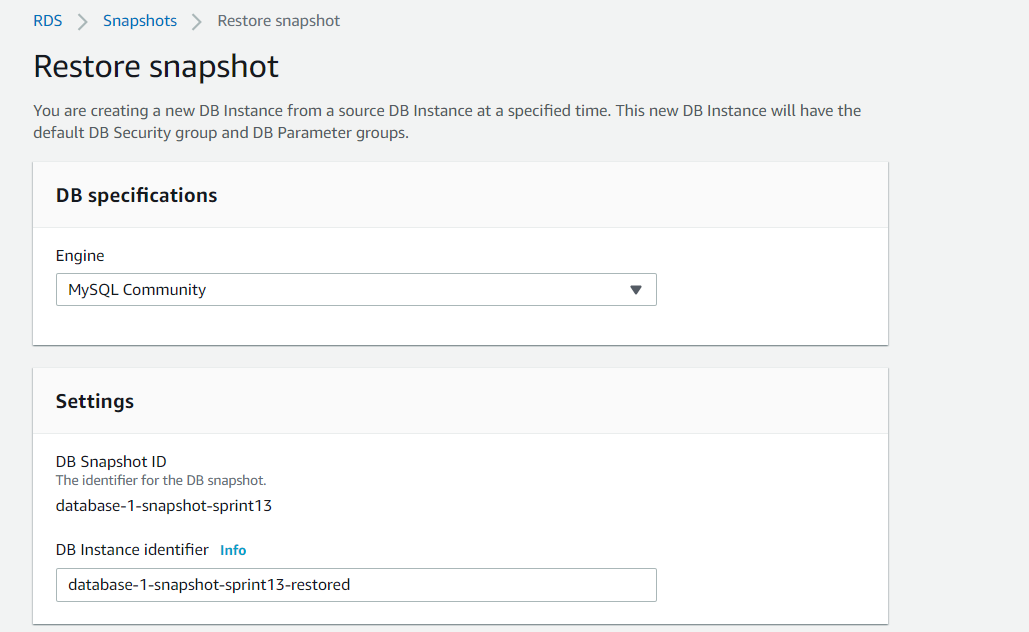 RDS > Snapshots > Restore snapshot
Restore snapshot
You are creating a new DB Instance from a source DB Instance at a specified time. This new DB Instance will have the
default DB Security group and DB Parameter groups.
DB specifications
Engine
MySQL Community
Settings
DB Snapshot ID
The identifier for the DB snapshot.
database-1-snapshot-sprint13
DB Instance identifier Info
database-1-snapshot-sprint13-restored